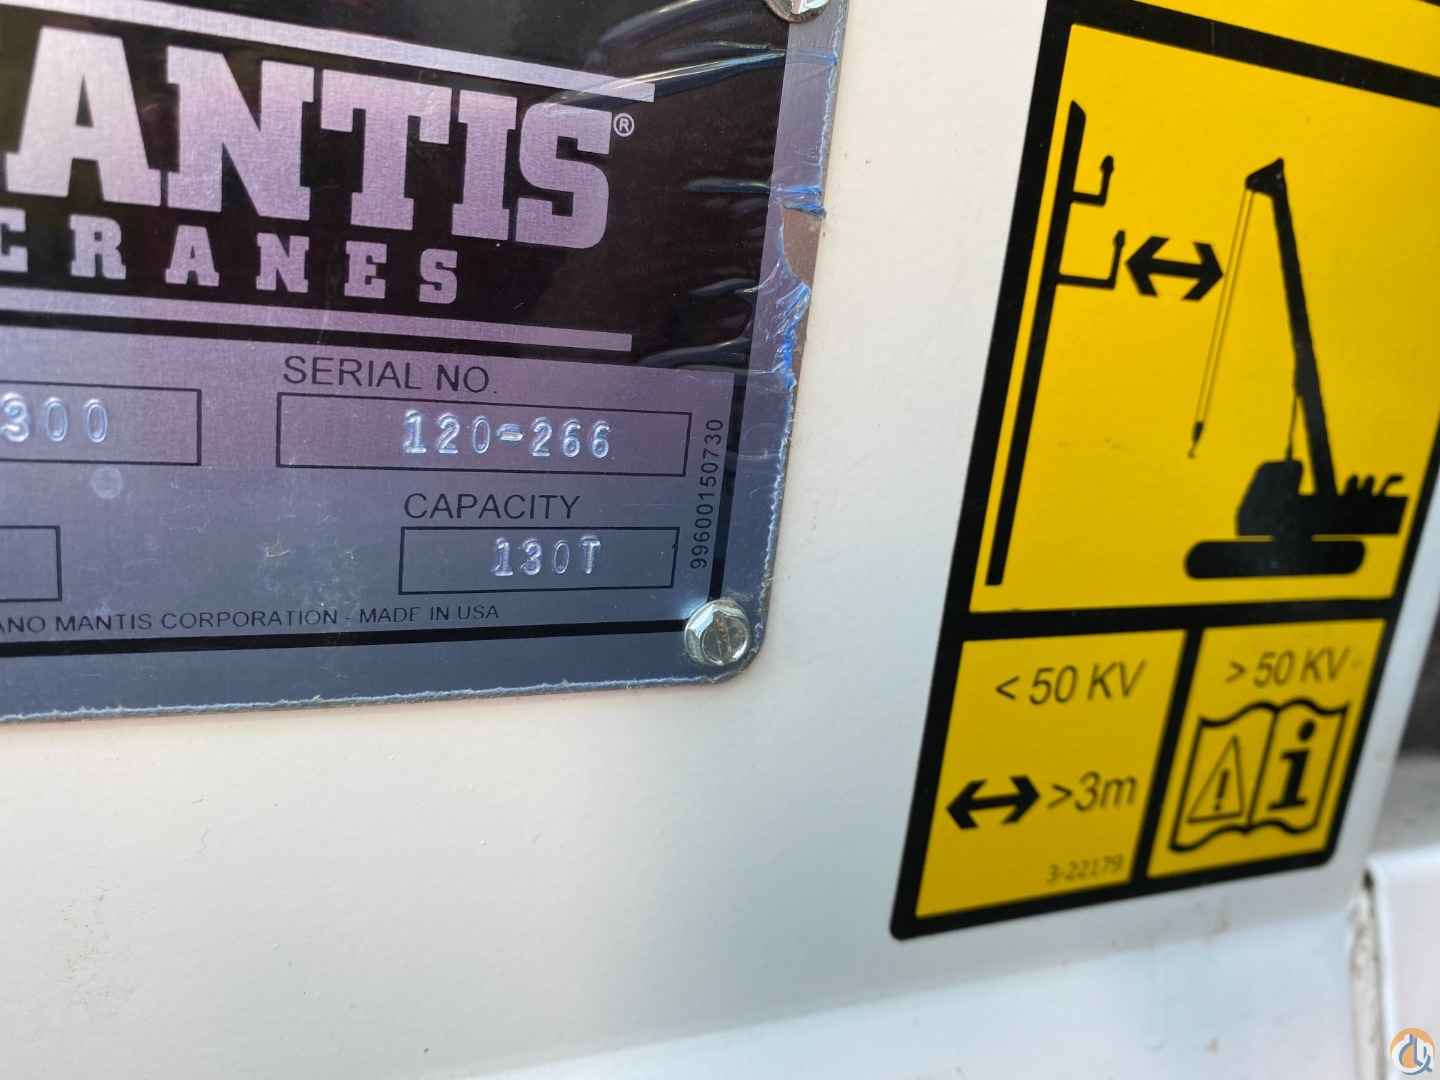 ANTIS®
CRANES
SERIAL NO.
300
120-266
CAPACITY
130T
99600150730
ANO MANTIS CORPORATION - MADE IN USA
< 50 KV
> 50 KV
>3m
3-22179